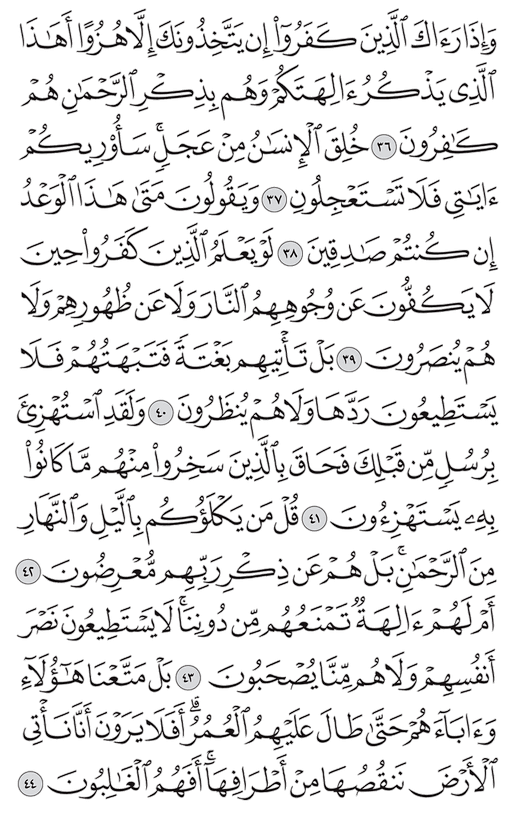 وَإِذَا رَءَاكَ ٱلَّذِينَ كَفَرُوٓا۟ إِن يَتَّخِذُونَكَ إِلَّا هُزُوًا أَهَـٰذَا
ٱلَّذِى يَذْكُرُ ءَالِهَتَكُمْ وَهُم بِذِكْرِ ٱلرَّحْمَـٰنِ هُمْ
كَـٰفِرُونَ ٣٦ خُلِقَ ٱلْإِنسَـٰنُ مِنْ عَجَلٍ ۚ سَأُو۟رِيكُمْ
ءَايَـٰتِى فَلَا تَسْتَعْجِلُونِ ٣٧ وَيَقُولُونَ مَتَىٰ هَـٰذَا ٱلْوَعْدُ
إِن كُنتُمْ صَـٰدِقِينَ ٣٨ لَوْ يَعْلَمُ ٱلَّذِينَ كَفَرُوا۟ حِينَ
لَا يَكُفُّونَ عَن وُجُوهِهِمُ ٱلنَّارَ وَلَا عَن ظُهُورِهِمْ وَلَا
هُمْ يُنصَرُونَ ٣٩ بَلْ تَأْتِيهِم بَغْتَةً فَتَبْهَتُهُمْ فَلَا
يَسْتَطِيعُونَ رَدَّهَا وَلَا هُمْ يُنظَرُونَ ٤٠ وَلَقَدِ ٱسْتُهْزِئَ
بِرُسُلٍ مِّن قَبْلِكَ فَحَاقَ بِٱلَّذِينَ سَخِرُوا۟ مِنْهُم مَّا كَانُوا۟
بِهِۦ يَسْتَهْزِءُونَ ٤١ قُلْ مَن يَكْلَؤُكُم بِٱلَّيْلِ وَٱلنَّهَارِ
مِنَ ٱلرَّحْمَـٰنِ ۗ بَلْ هُمْ عَن ذِكْرِ رَبِّهِم مُّعْرِضُونَ ٤٢
أَمْ لَهُمْ ءَالِهَةٌ تَمْنَعُهُم مِّن دُونِنَا ۚ لَا يَسْتَطِيعُونَ نَصْرَ
أَنفُسِهِمْ وَلَا هُم مِّنَّا يُصْحَبُونَ ٤٣ بَلْ مَتَّعْنَا هَـٰٓؤُلَآءِ
وَءَابَآءَهُمْ حَتَّىٰ طَالَ عَلَيْهِمُ ٱلْعُمُرُ ۗ أَفَلَا يَرَوْنَ أَنَّا نَأْتِى
ٱلْأَرْضَ نَنقُصُهَا مِنْ أَطْرَافِهَآ ۚ أَفَهُمُ ٱلْغَـٰلِبُونَ ٤٤